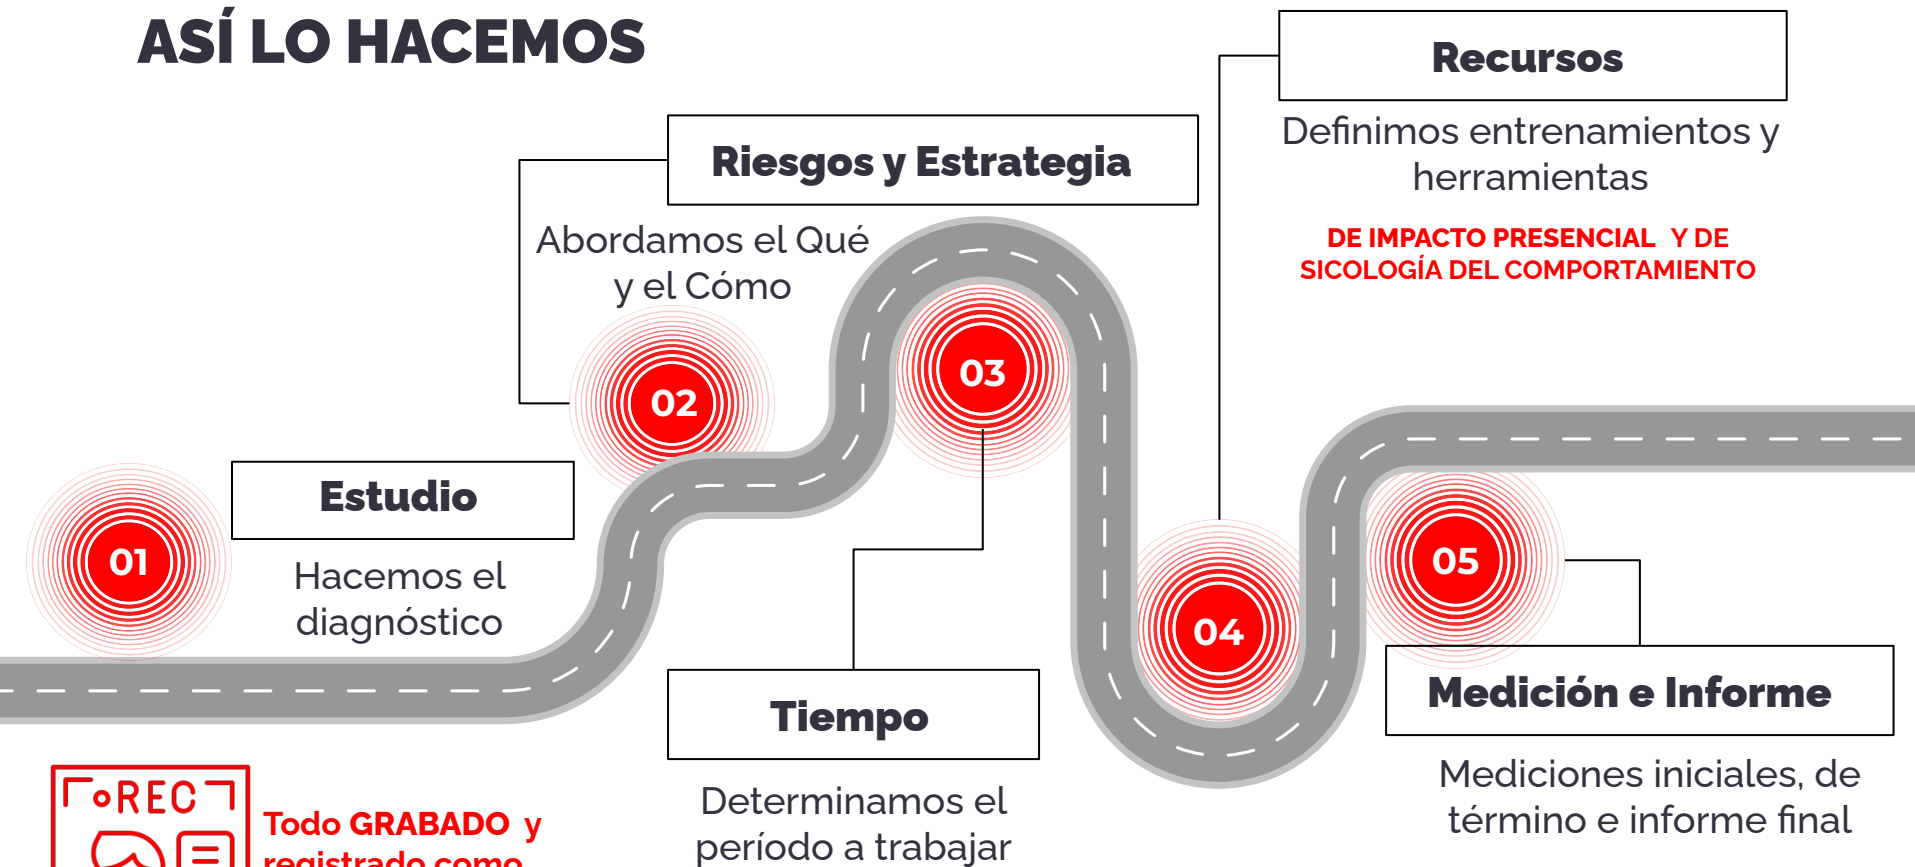 ASÍ LO HACEMOS
Recursos
Definimos entrenamientos y
herramientas
DE IMPACTO PRESENCIAL Y DE
SICOLOGÍA DEL COMPORTAMIENTO
Riesgos y Estrategia
Abordamos el Qué
y el Cómo
03
02
Estudio
01
Hacemos el
diagnóstico
05
04
Medición e Informe
Mediciones iniciales, de
término e informe final
Tiempo
Determinamos el
período a trabajar
REC
Todo GRABADO y
registrado como